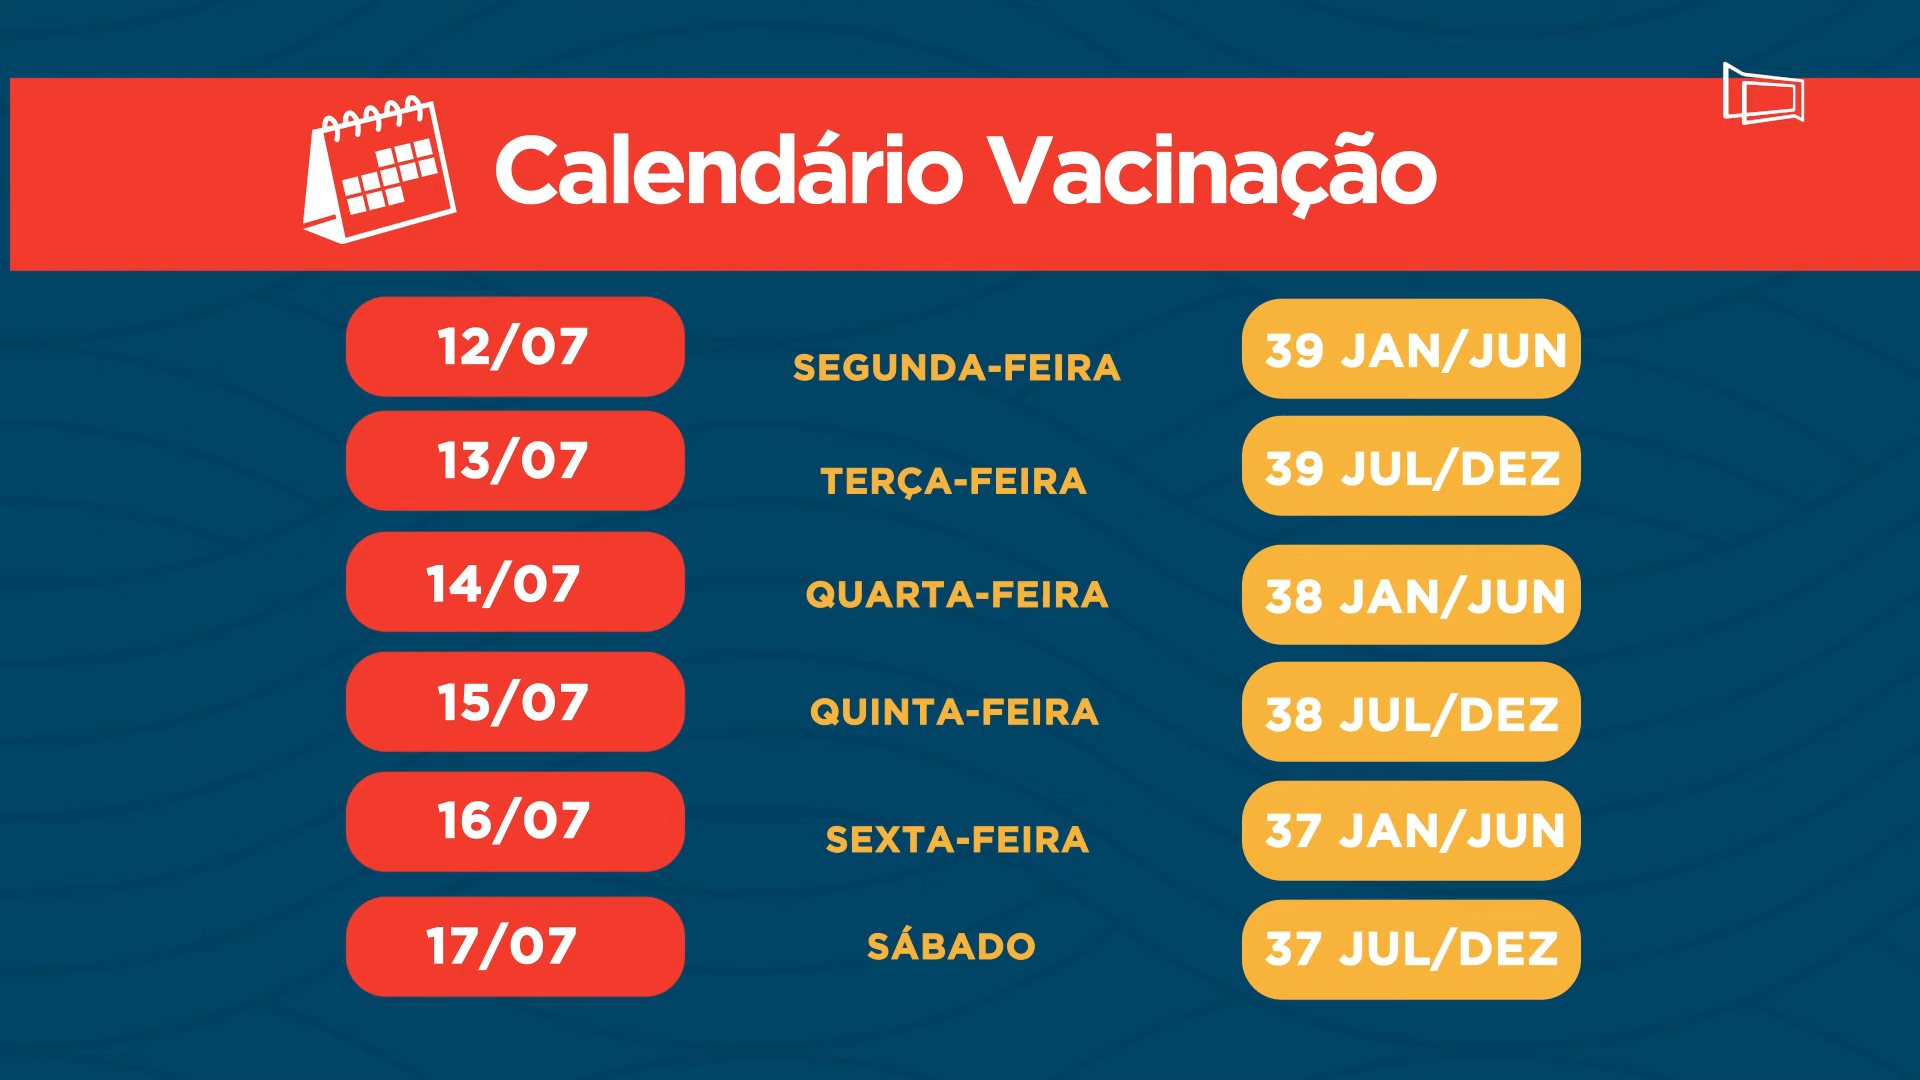 Calendário Vacinação
12/07 SEGUNDA-FEIRA 39 JAN/JUN
13/07 TERÇA-FEIRA 39 JUL/DEZ
14/07 QUARTA-FEIRA 38 JAN/JUN
15/07 QUINTA-FEIRA 38 JUL/DEZ
16/07 SEXTA-FEIRA 37 JAN/JUN
17/07 SÁBADO 37 JUL/DEZ